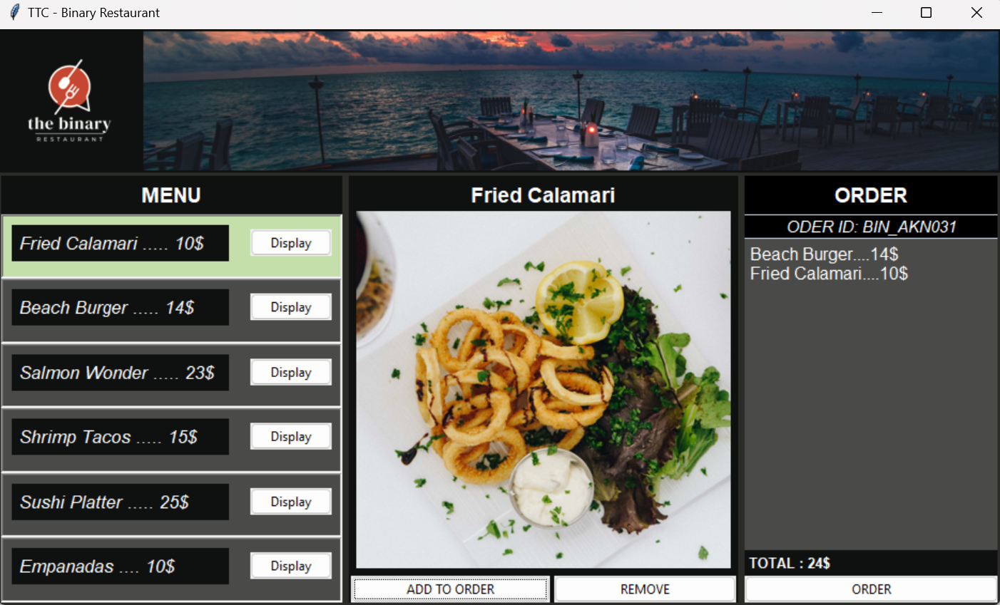 TTC - Binary Restaurant
the binary
RESTAURANT
MENU
Fried Calamari ..... 10$
Display
Beach Burger ..... 14$
Display
Salmon Wonder ..... 23$
Display
Shrimp Tacos ..... 15$
Display
Sushi Platter ..... 25$
Display
Empanadas .... 10$
Display
Fried Calamari
ADD TO ORDER
REMOVE
ORDER
ODER ID: BIN_AKN031
Beach Burger....14$
Fried Calamari....10$
TOTAL : 24$
ORDER